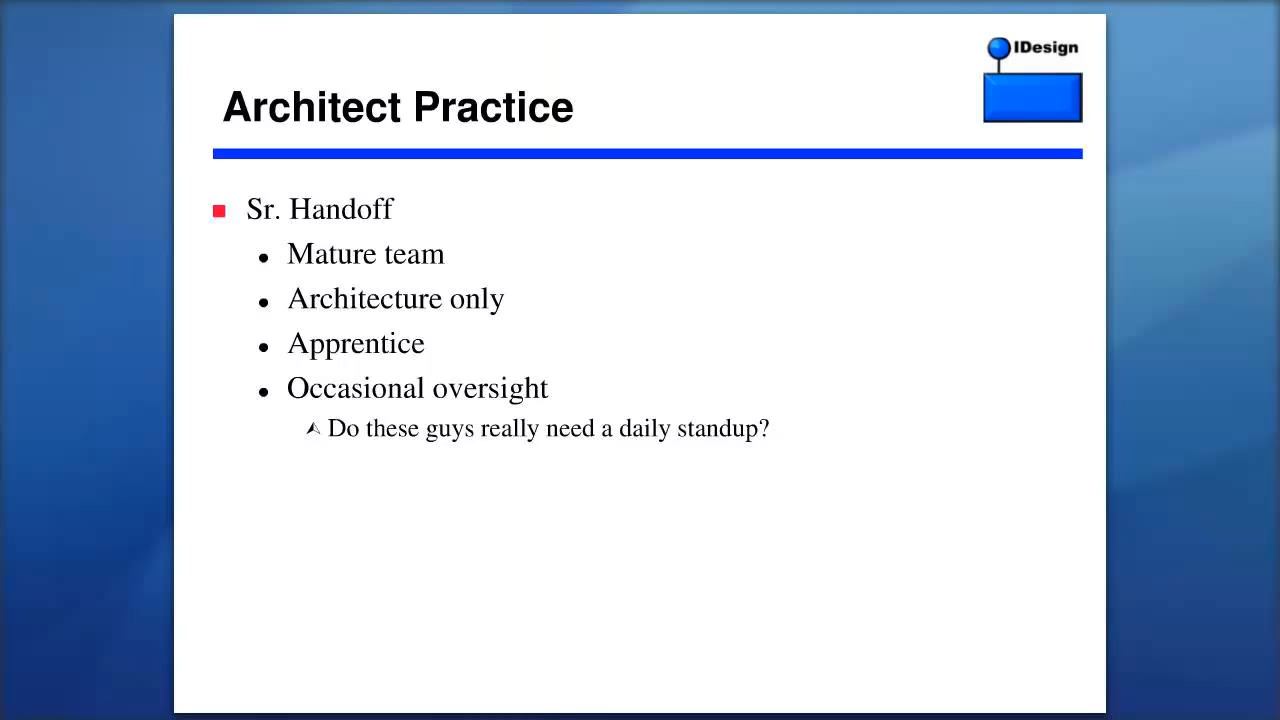 IDesign
Architect Practice
Sr. Handoff
Mature team
Architecture only
Apprentice
Occasional oversight
Do these guys really need a daily standup?